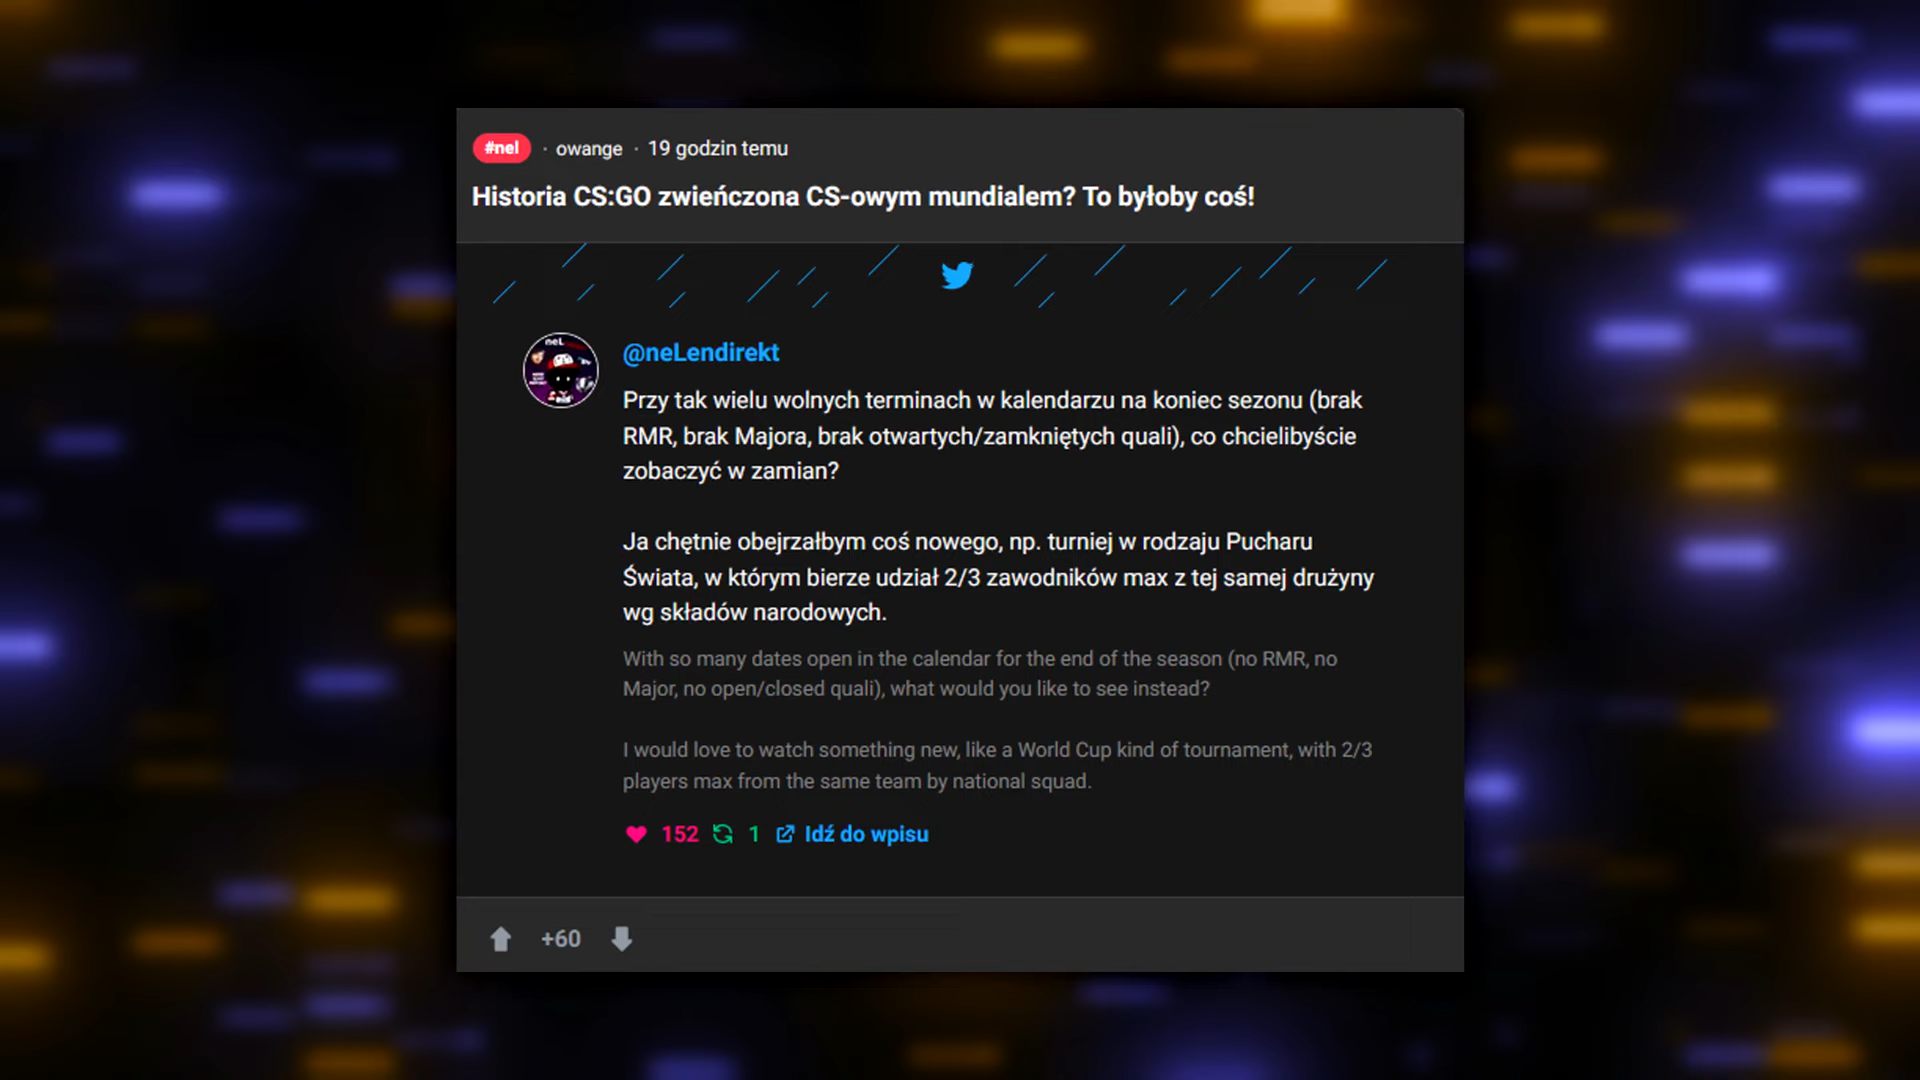 #nel · owange · 19 godzin temu
Historia CS:GO zwieńczona CS-owym mundialem? To byłoby coś!
@neLendirekt
Przy tak wielu wolnych terminach w kalendarzu na koniec sezonu (brak
RMR, brak Majora, brak otwartych/zamkniętych quali), co chcielibyście
zobaczyć w zamian?
Ja chętnie obejrzałbym coś nowego, np. turniej w rodzaju Pucharu
Świata, w którym bierze udział 2/3 zawodników max z tej samej drużyny
wg składów narodowych.
With so many dates open in the calendar for the end of the season (no RMR, no
Major, no open/closed quali), what would you like to see instead?
I would love to watch something new, like a World Cup kind of tournament, with 2/3
players max from the same team by national squad.
152 1 Idź do wpisu
+60